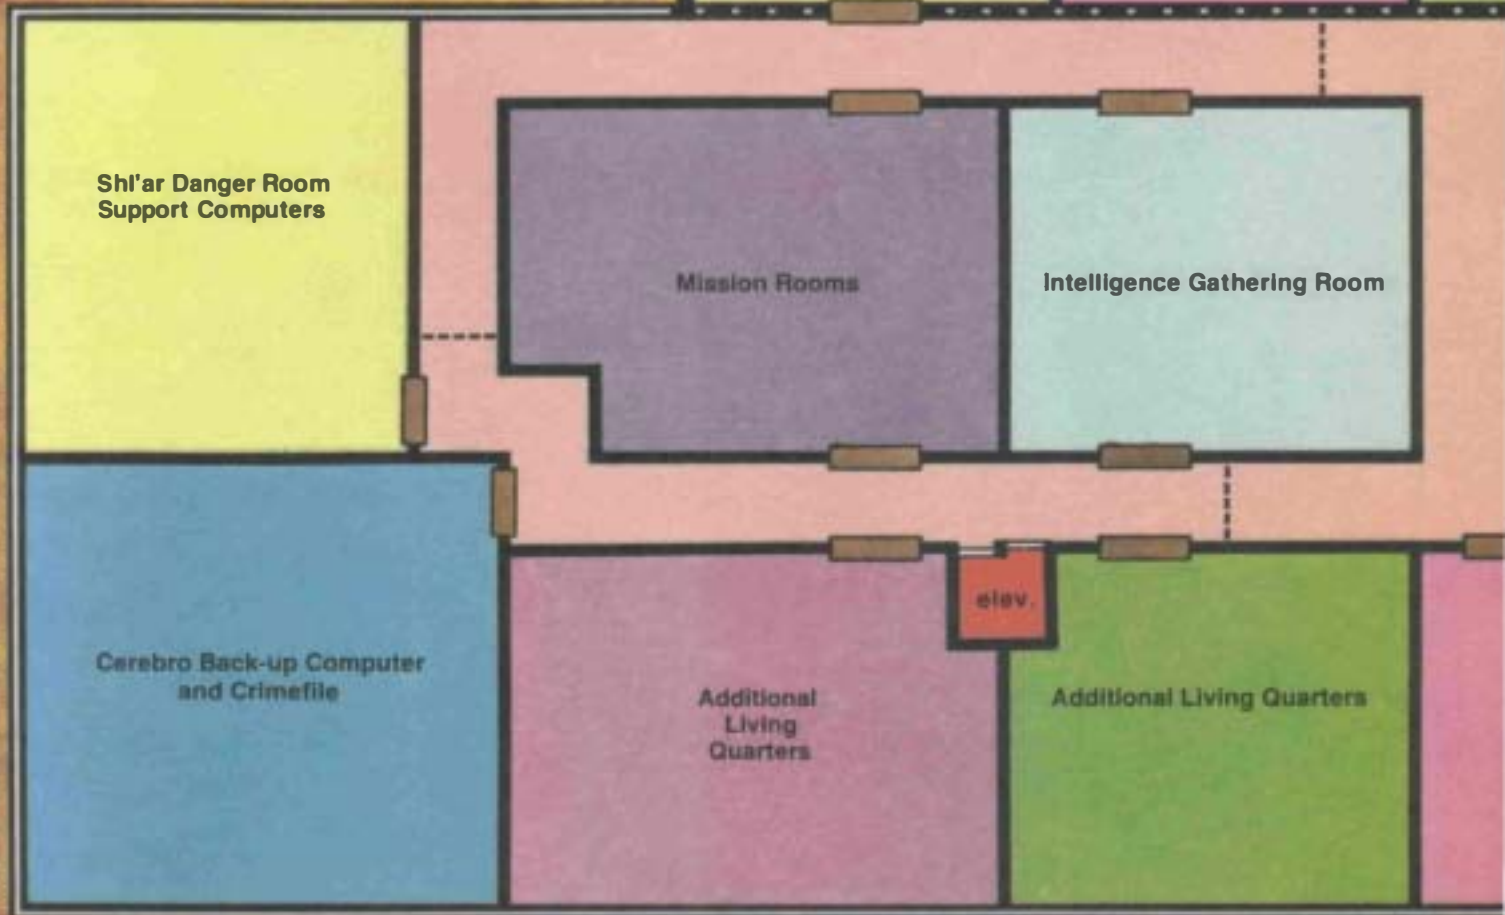 Shi'ar Danger Room
Support Computers
Mission Rooms
Intelligence Gathering Room
elev.
Cerebro Back-up Computer
and Crimefile
Additional
Living
Quarters
Additional Living Quarters